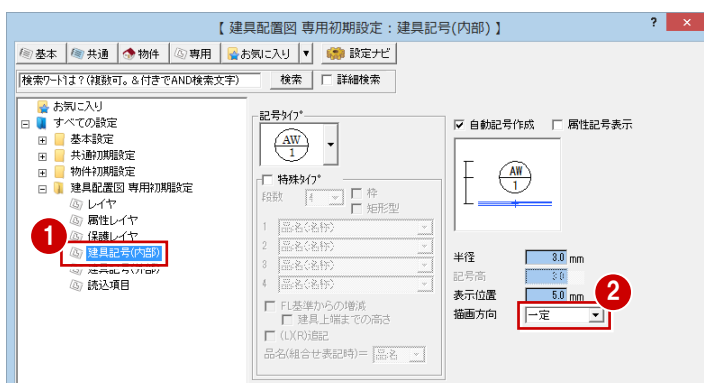 【 建具配置図 専用初期設定：建具記号(内部) 】
? x
基本 共通 物件 専用 お気に入り ▼ 設定ナビ
検索ワードは？(複数可。＆付きでAND検索文字) 検索 詳細検索
お気に入り
すべての設定
基本設定
共通初期設定
物件初期設定
建具配置図 専用初期設定
レイヤ
属性レイヤ
保護レイヤ
建具記号(内部)
建具記号(外部)
読込項目
1
記号タイプ
AW
1
特殊タイプ
段数 4 枠
矩形型
1 品名(名称)
2 品名(名称)
3 品名(名称)
4 品名(名称)
FL基準からの増減
建具上端までの高さ
(L)(R)追記
品名(組合せ表記時)＝ 品名
自動記号作成 属性記号表示
AW
1
半径 3.0 mm
記号高 3.0
表示位置 5.0 mm
描画方向 一定
2